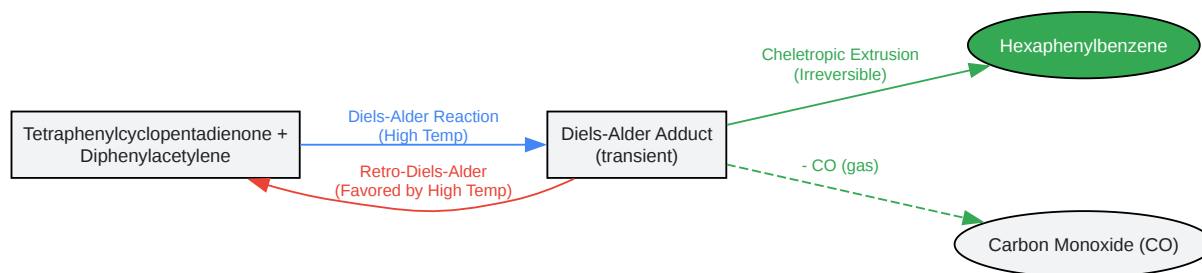 Tetraphenylcyclopentadienone +
Diphenylacetylene
Diels-Alder Reaction
(High Temp)
Retro-Diels-Alder
(Favored by High Temp)
Diels-Alder Adduct
(transient)
Cheletropic Extrusion
(Irreversible)
- CO (gas)
Hexaphenylbenzene
Carbon Monoxide (CO)